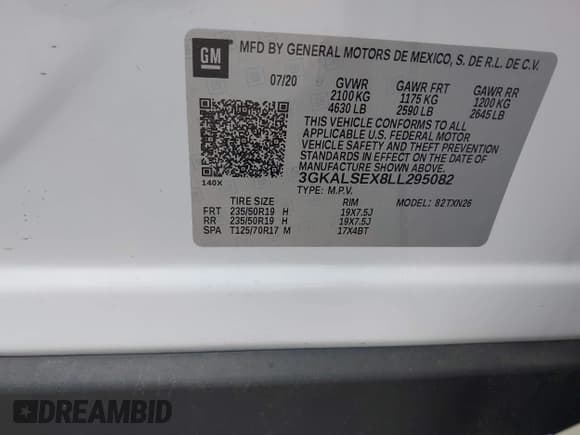 GM MFD BY GENERAL MOTORS DE MEXICO, S. DE R.L. DE C.V.
07/20 GVWR GAWR FRT GAWR RR
2100 KG 1175 KG 1200 KG
4630 LB 2590 LB 2645 LB
THIS VEHICLE CONFORMS TO ALL
APPLICABLE U.S. FEDERAL MOTOR
VEHICLE SAFETY AND THEFT
PREVENTION STANDARDS IN
EFFECT ON THE DATE OF
MANUFACTURE SHOWN ABOVE.
3GKALSEX8LL295082
140X TYPE: M.P.V. MODEL: 82TXN26
TIRE SIZE RIM
FRT 235/50R19 H 19X7.5J
RR 235/50R19 H 19X7.5J
SPA T125/70R17 M 17X4BT
DREAMBID